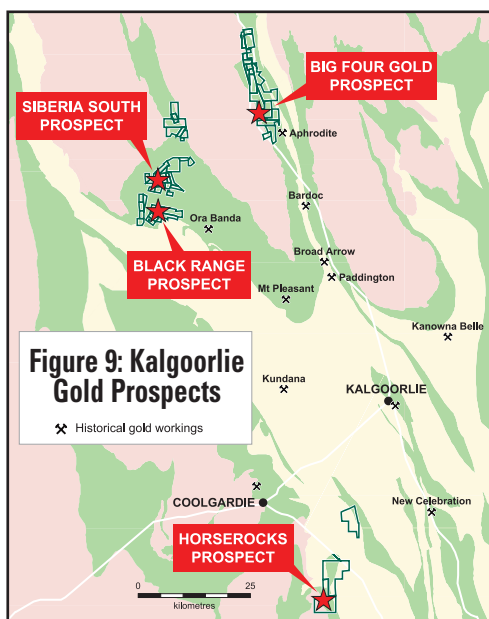 BIG FOUR GOLD
PROSPECT
SIBERIA SOUTH
PROSPECT
Aphrodite
Bardoc
Ora Banda
BLACK RANGE
PROSPECT
Broad Arrow
Paddington
Mt Pleasant
Kanowna Belle
Figure 9: Kalgoorlie
Gold Prospects
Historical gold workings
Kundana
KALGOORLIE
COOLGARDIE
New Celebration
HORSEROCKS
PROSPECT
0 25
kilometres